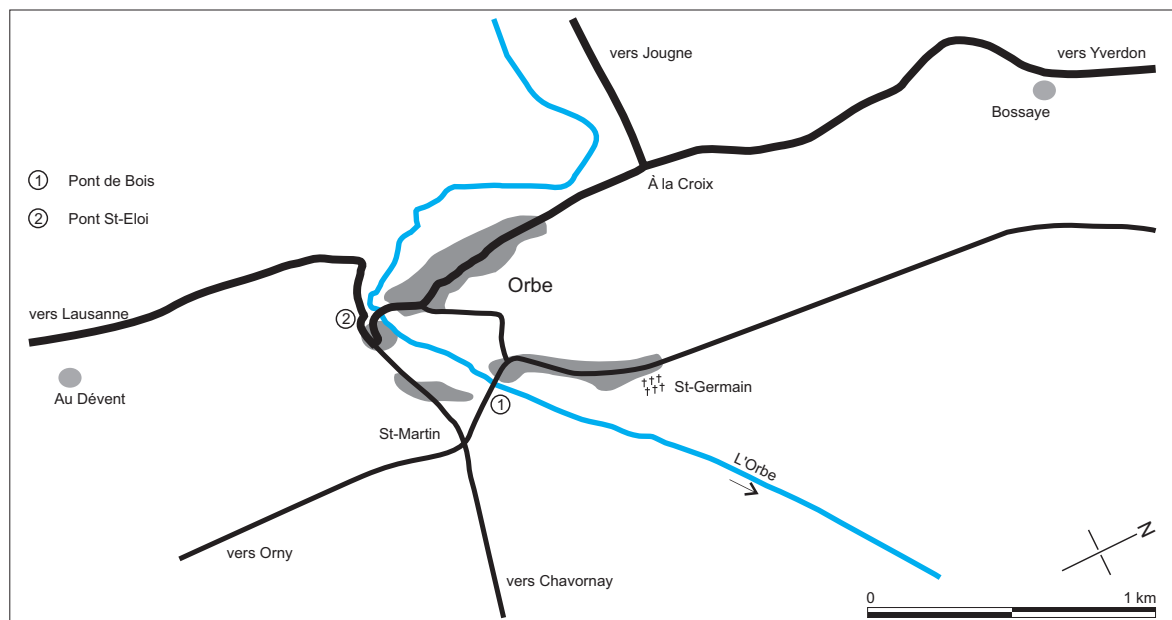 vers Jougne
vers Yverdon
Bossaye
1 Pont de Bois
À la Croix
2 Pont St-Eloi
Orbe
vers Lausanne
2
Au Dévent
St-Germain
1
St-Martin
L'Orbe
vers Orny
vers Chavornay
N
0 1 km